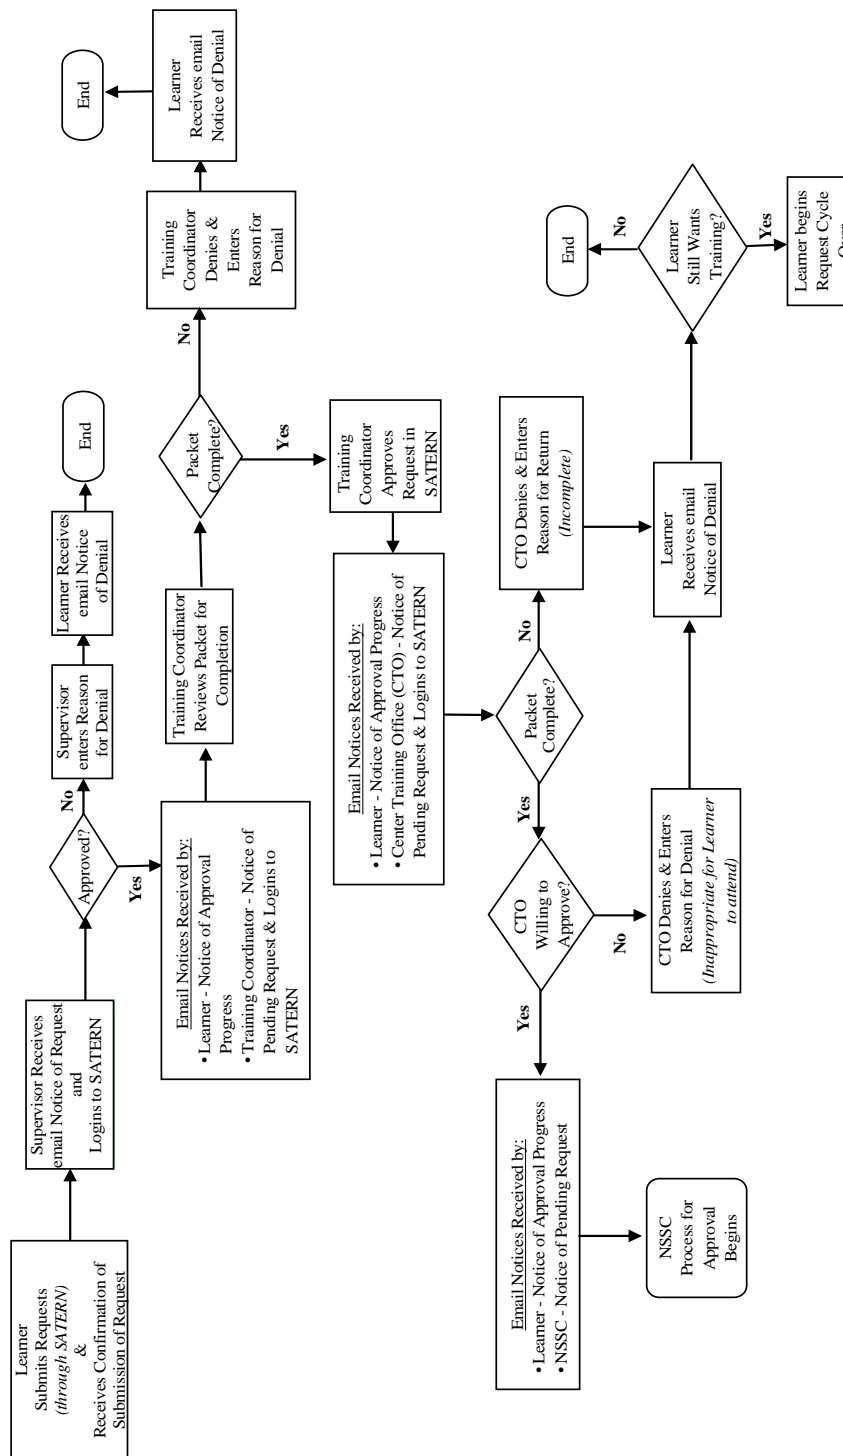 Learner
Submits Requests
(through SATERN)
&
Receives Confirmation of
Submission of Request
Supervisor Receives
email Notice of Request
and
Logins to SATERN
Approved?
No
Supervisor
enters Reason
for Denial
Learner Receives
email Notice
of Denial
End
Yes
Email Notices Received by:
• Learner - Notice of Approval
Progress
• Training Coordinator - Notice of
Pending Request & Logins to
SATERN
Training Coordinator
Reviews Packet for
Completion
Packet
Complete?
No
Training
Coordinator
Denies &
Enters
Reason for
Denial
Learner
Receives email
Notice of Denial
End
Yes
Training
Coordinator
Approves
Request in
SATERN
Email Notices Received by:
• Learner - Notice of Approval Progress
• Center Training Office (CTO) - Notice of
Pending Request & Logins to SATERN
Packet
Complete?
No
CTO Denies & Enters
Reason for Return
(Incomplete)
Yes
CTO
Willing to
Approve?
No
CTO Denies & Enters
Reason for Denial
(Inappropriate for Learner
to attend)
Learner
Receives email
Notice of Denial
Learner
Still Wants
Training?
No
End
Yes
Learner begins
Request Cycle
Over
Yes
Email Notices Received by:
• Learner - Notice of Approval Progress
• NSSC - Notice of Pending Request
NSSC
Process for
Approval
Begins